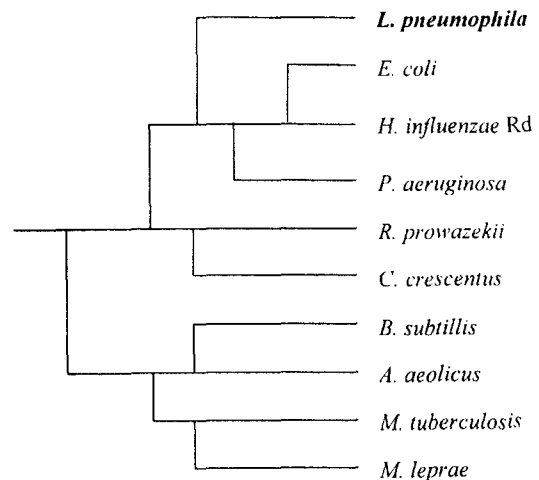 L. pneumophila
E. coli
H. influenzae Rd
P. aeruginosa
R. prowazekii
C. crescentus
B. subtillis
A. aeolicus
M. tuberculosis
M. leprae